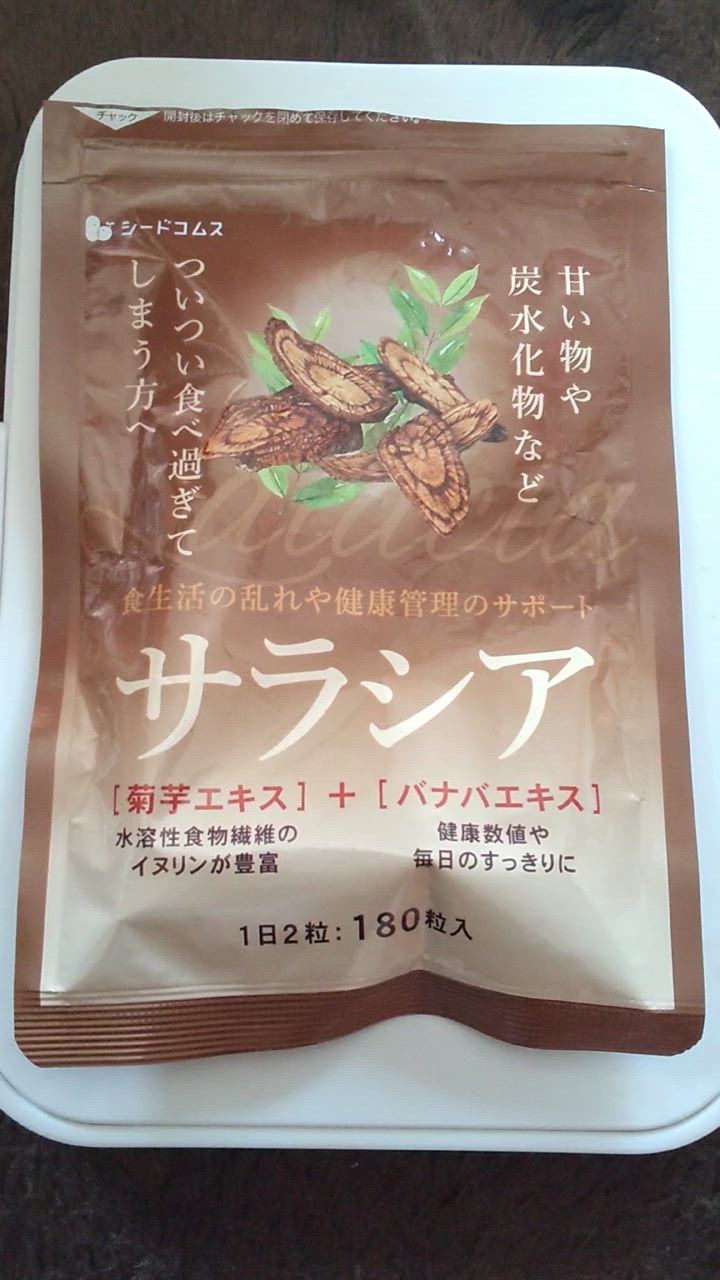 チャック
開封後はチャックを閉めて保存してください。
シードコムス
甘い物や
炭水化物など
ついつい食べ過ぎて
しまう方へ
Salacia
食生活の乱れや健康管理のサポート
サラシア
[菊芋エキス]+[バナバエキス]
水溶性食物繊維の
イヌリンが豊富
健康数値や
毎日のすっきりに
1日2粒:180粒入